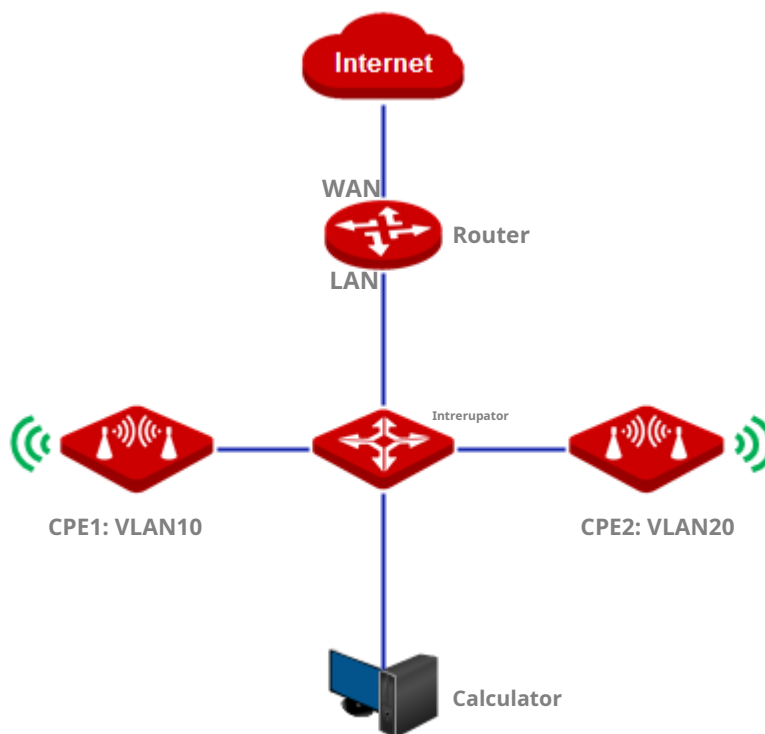 Internet
WAN
Router
LAN
Intrerupator
CPE1: VLAN10
CPE2: VLAN20
Calculator